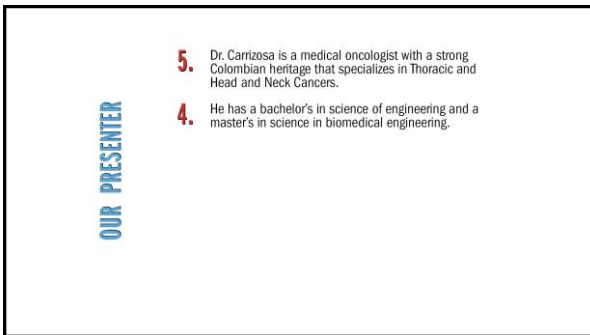 OUR PRESENTER
5. Dr. Carrizosa is a medical oncologist with a strong
Colombian heritage that specializes in Thoracic and
Head and Neck Cancers.
4. He has a bachelor's in science of engineering and a
master's in science in biomedical engineering.